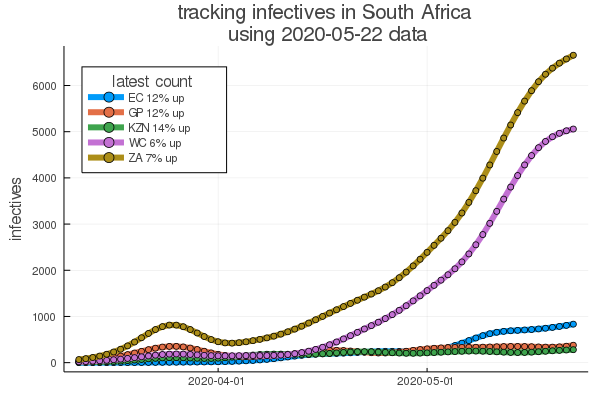 tracking infectives in South Africa
using 2020-05-22 data
latest count
EC 12% up
GP 12% up
KZN 14% up
WC 6% up
ZA 7% up
infectives
6000
5000
4000
3000
2000
1000
0
2020-04-01
2020-05-01